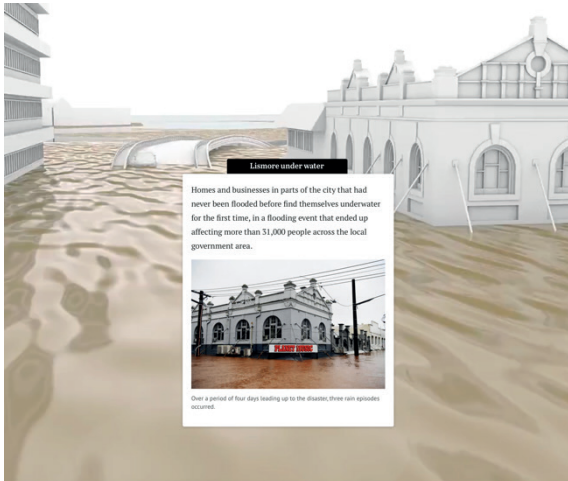 Lismore under water
Homes and businesses in parts of the city that had
never been flooded before find themselves underwater
for the first time, in a flooding event that ended up
affecting more than 31,000 people across the local
government area.
PLANET MUSIC
Over a period of four days leading up to the disaster, three rain episodes
occurred.